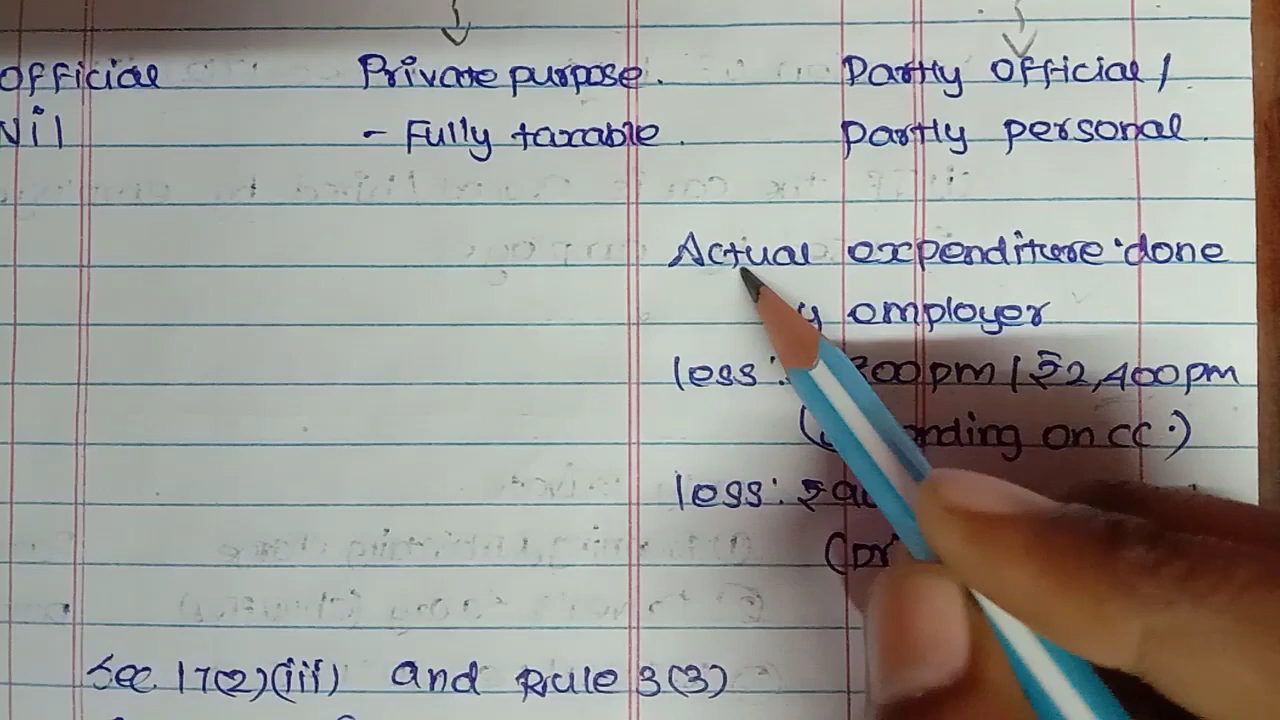 official Private purpose. Partly official /
Nil - Fully taxable. partly personal.
Actual expenditure done
employer
less: 00pm / ₹2,400pm
on cc.)
less: ₹
Sec 17(2)(iii) and Rule 3(3)